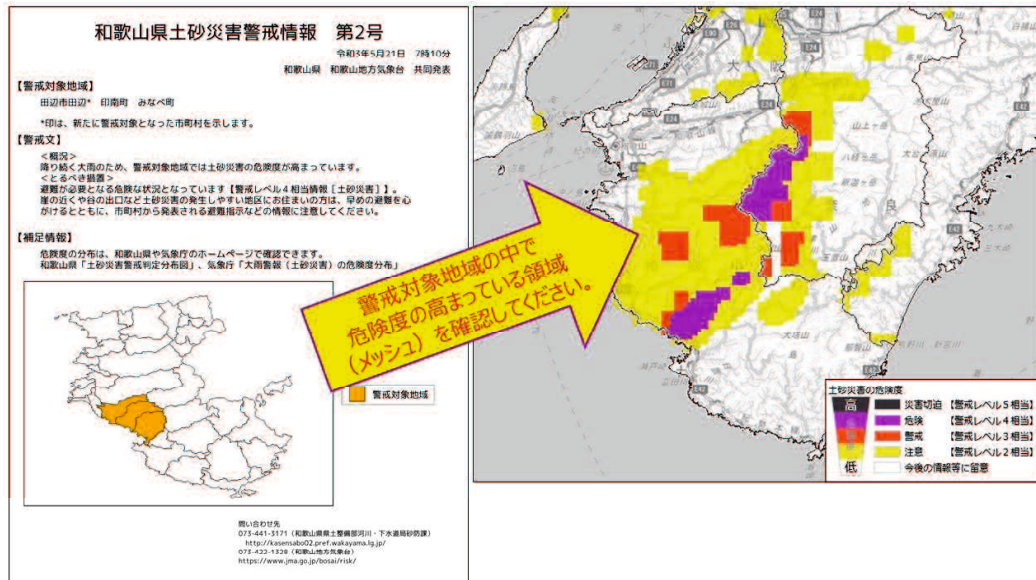 和歌山県土砂災害警戒情報　第2号
令和3年5月21日　7時10分
和歌山県　和歌山地方気象台　共同発表
【警戒対象地域】
田辺市田辺*　印南町　みなべ町
*印は、新たに警戒対象となった市町村を示します。
【警戒文】
＜概況＞
降り続く大雨のため、警戒対象地域では土砂災害の危険度が高まっています。
＜とるべき措置＞
避難が必要となる危険な状況となっています【警戒レベル４相当情報［土砂災害］】。
崖の近くや谷の出口など土砂災害の発生しやすい地区にお住まいの方は、早めの避難を心
がけるとともに、市町村から発表される避難指示などの情報に注意してください。
【補足情報】
危険度の分布は、和歌山県や気象庁のホームページで確認できます。
和歌山県「土砂災害警戒判定分布図」、気象庁「大雨警報（土砂災害）の危険度分布」
警戒対象地域
問い合わせ先
073-441-3171（和歌山県県土整備部河川・下水道局砂防課）
http://kasensabo02.pref.wakayama.lg.jp/
073-422-1328（和歌山地方気象台）
https://www.jma.go.jp/bosai/risk/
警戒対象地域の中で
危険度の高まっている領域
（メッシュ）を確認してください。
大阪
奈良
山上ヶ岳
土砂災害の危険度
高
危険度
低
災害切迫　【警戒レベル５相当】
危険　【警戒レベル４相当】
警戒　【警戒レベル３相当】
注意　【警戒レベル２相当】
今後の情報等に留意